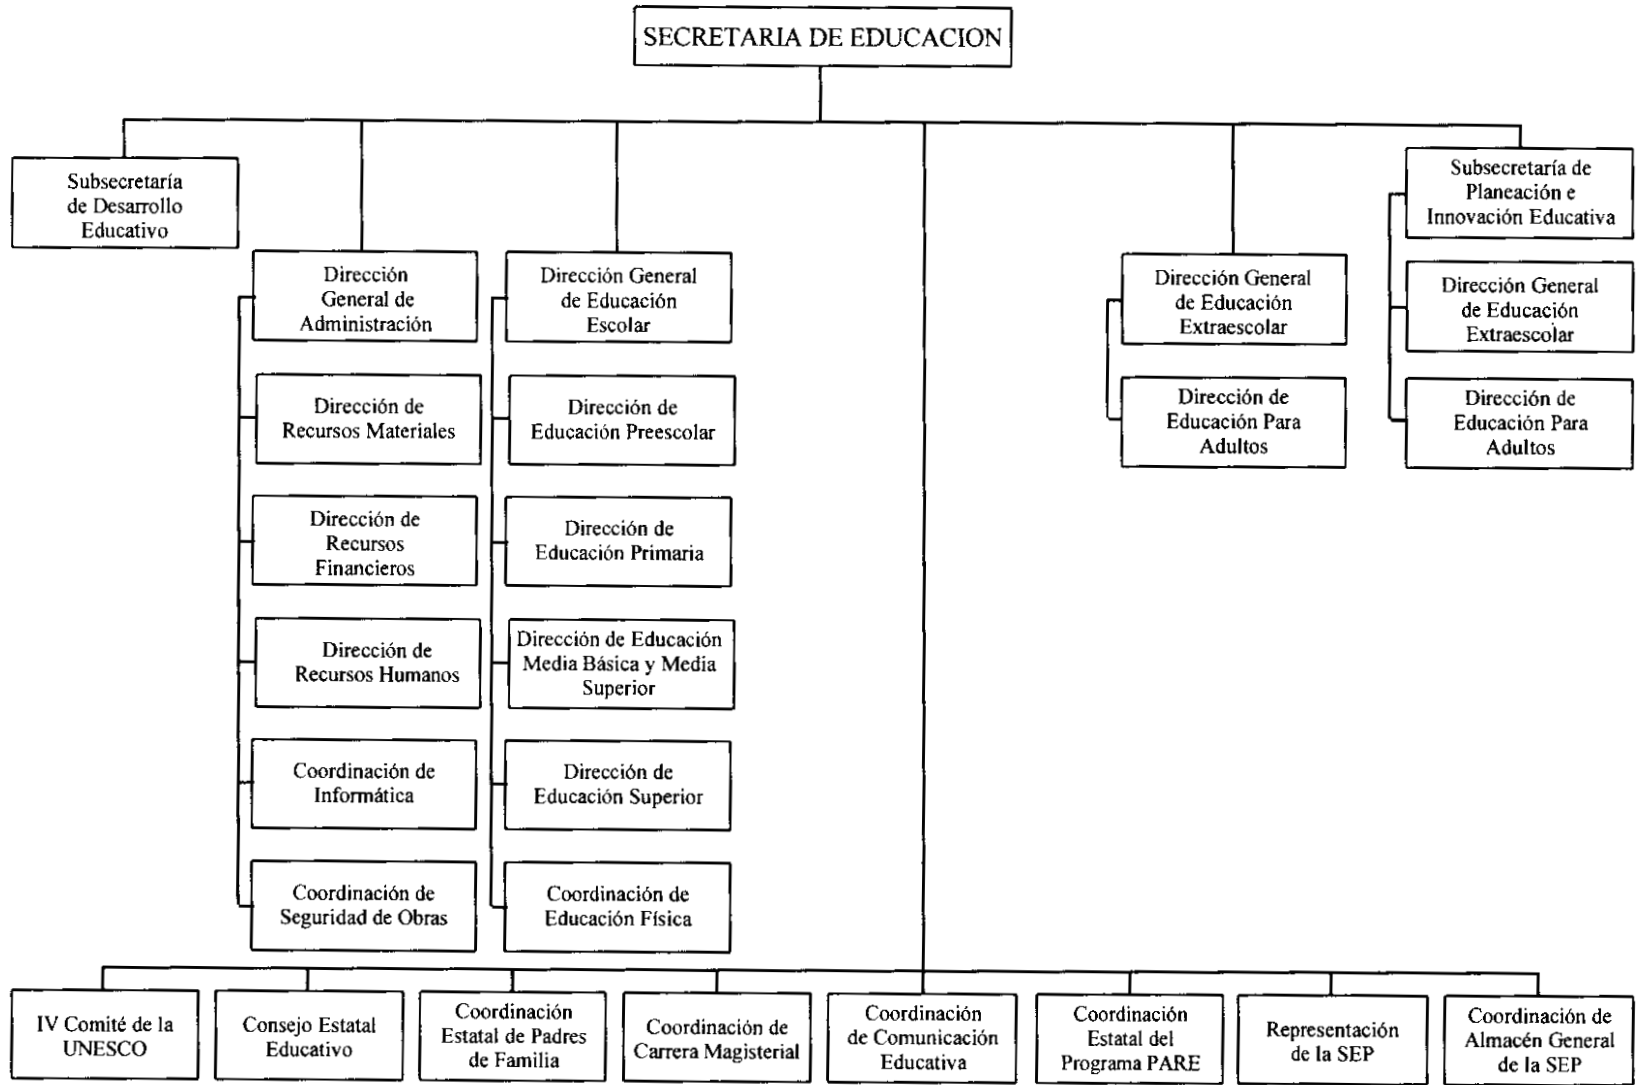 SECRETARIA DE EDUCACION
Subsecretaría
de Desarrollo
Educativo
Subsecretaría de
Planeación e
Innovación Educativa
Dirección
General de
Administración
Dirección General
de Educación
Escolar
Dirección General
de Educación
Extraescolar
Dirección General
de Educación
Extraescolar
Dirección de
Recursos Materiales
Dirección de
Educación Preescolar
Dirección de
Educación Para
Adultos
Dirección de
Educación Para
Adultos
Dirección de
Recursos
Financieros
Dirección de
Educación Primaria
Dirección de
Recursos Humanos
Dirección de Educación
Media Básica y Media
Superior
Coordinación de
Informática
Dirección de
Educación Superior
Coordinación de
Seguridad de Obras
Coordinación de
Educación Física
IV Comité de la
UNESCO
Consejo Estatal
Educativo
Coordinación
Estatal de Padres
de Familia
Coordinación de
Carrera Magisterial
Coordinación
de Comunicación
Educativa
Coordinación
Estatal del
Programa PARE
Representación
de la SEP
Coordinación de
Almacén General
de la SEP